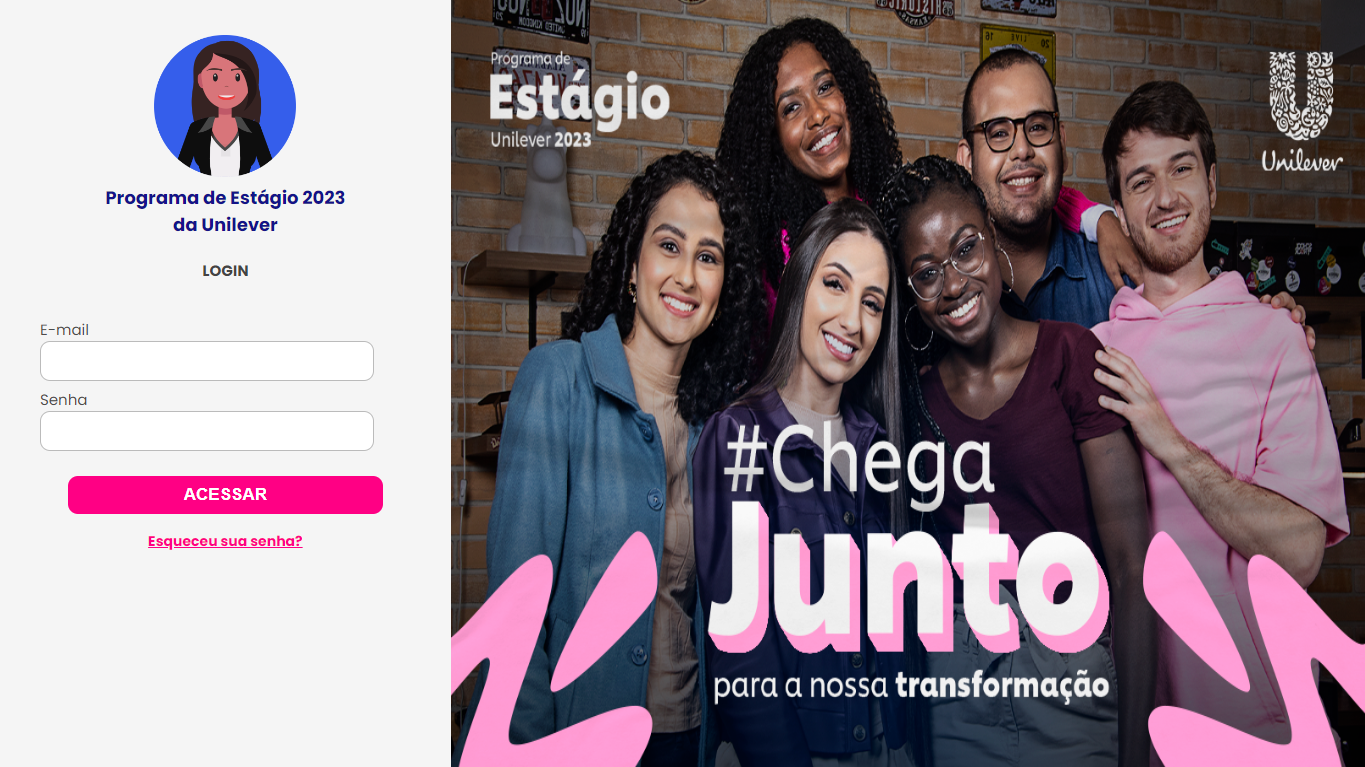 Programa de Estágio 2023
da Unilever
LOGIN
E-mail
Senha
ACESSAR
Esqueceu sua senha?
Programa de
Estágio
Unilever 2023
Unilever
#Chega
Junto
para a nossa transformação